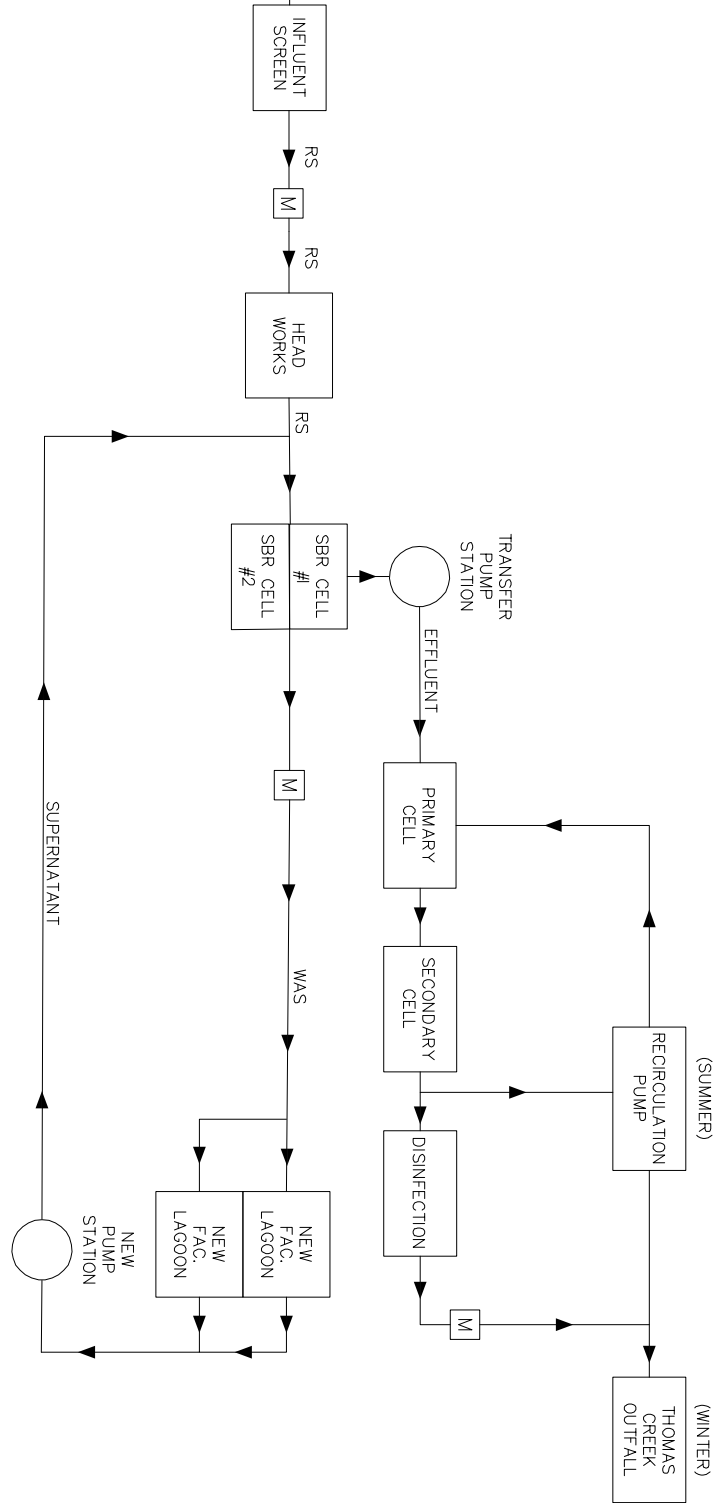 INFLUENT
SCREEN
RS
M
RS
HEAD
WORKS
RS
SBR CELL
#1
SBR CELL
#2
TRANSFER
PUMP
STATION
EFFLUENT
PRIMARY
CELL
SECONDARY
CELL
DISINFECTION
M
(SUMMER)
RECIRCULATION
PUMP
(WINTER)
THOMAS
CREEK
OUTFALL
M
WAS
NEW
FAC.
LAGOON
NEW
FAC.
LAGOON
NEW
PUMP
STATION
SUPERNATANT